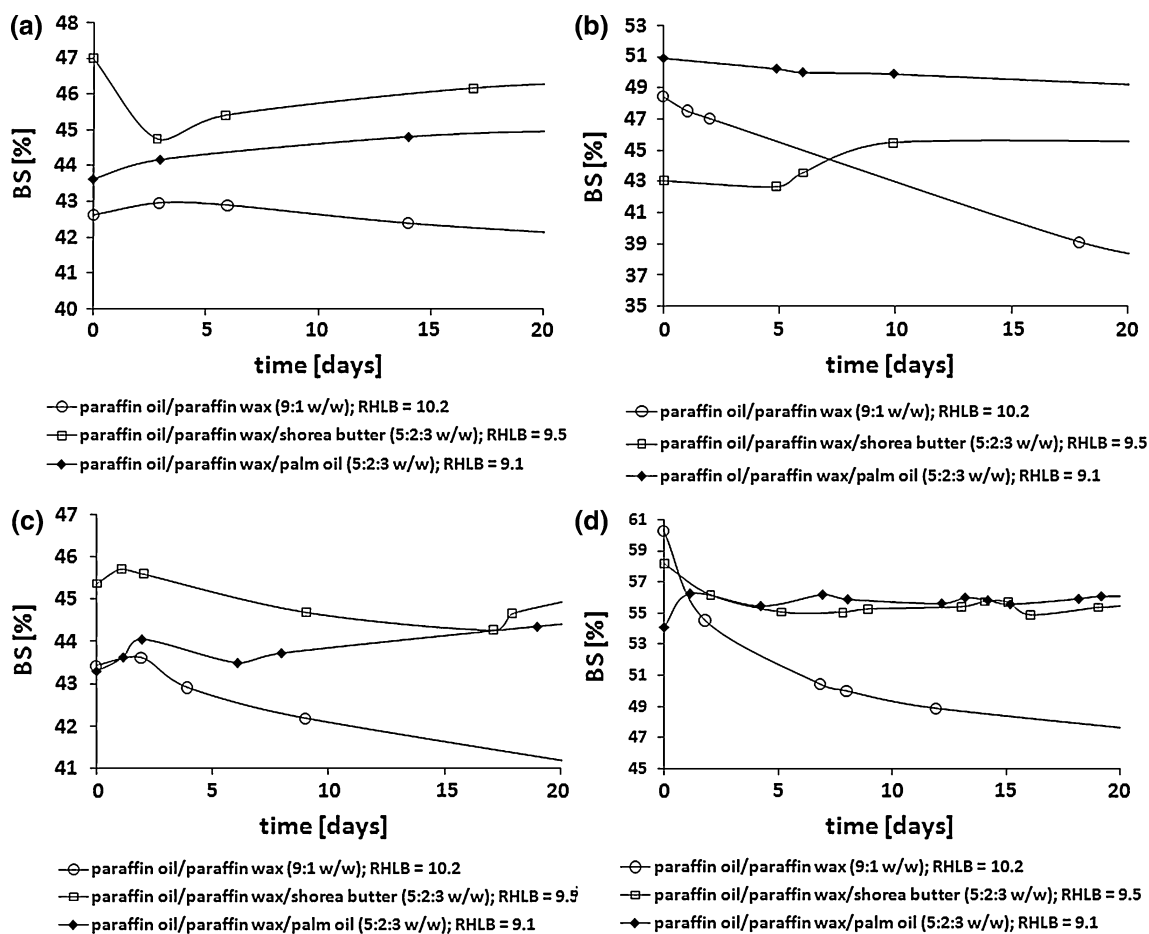 (a)
48
47
46
45
44
43
42
41
40
BS [%]
0 5 10 15 20
time [days]
paraffin oil/paraffin wax (9:1 w/w); RHLB = 10.2
paraffin oil/paraffin wax/shorea butter (5:2:3 w/w); RHLB = 9.5
paraffin oil/paraffin wax/palm oil (5:2:3 w/w); RHLB = 9.1
(b)
53
51
49
47
45
43
41
39
37
35
BS [%]
0 5 10 15 20
time [days]
paraffin oil/paraffin wax (9:1 w/w); RHLB = 10.2
paraffin oil/paraffin wax/shorea butter (5:2:3 w/w); RHLB = 9.5
paraffin ol/paraffin wax/palm oil (5:2:3 w/w); RHLB = 9.1
(c)
47
46
45
44
43
42
41
BS [%]
0 5 10 15 20
time [days]
paraffin oil/paraffin wax (9:1 w/w); RHLB = 10.2
paraffin oil/paraffin wax/shorea butter (5:2:3 w/w); RHLB = 9.5
paraffin oil/paraffin wax/palm oil (5:2:3 w/w); RHLB = 9.1
(d)
61
59
57
55
53
51
49
47
45
BS [%]
0 5 10 15 20
time [days]
paraffin oil/paraffin wax (9:1 w/w); RHLB = 10.2
paraffin oil/paraffin wax/shorea butter (5:2:3 w/w); RHLB = 9.5
paraffin oil/paraffin wax/palm oil (5:2:3 w/w); RHLB = 9.1